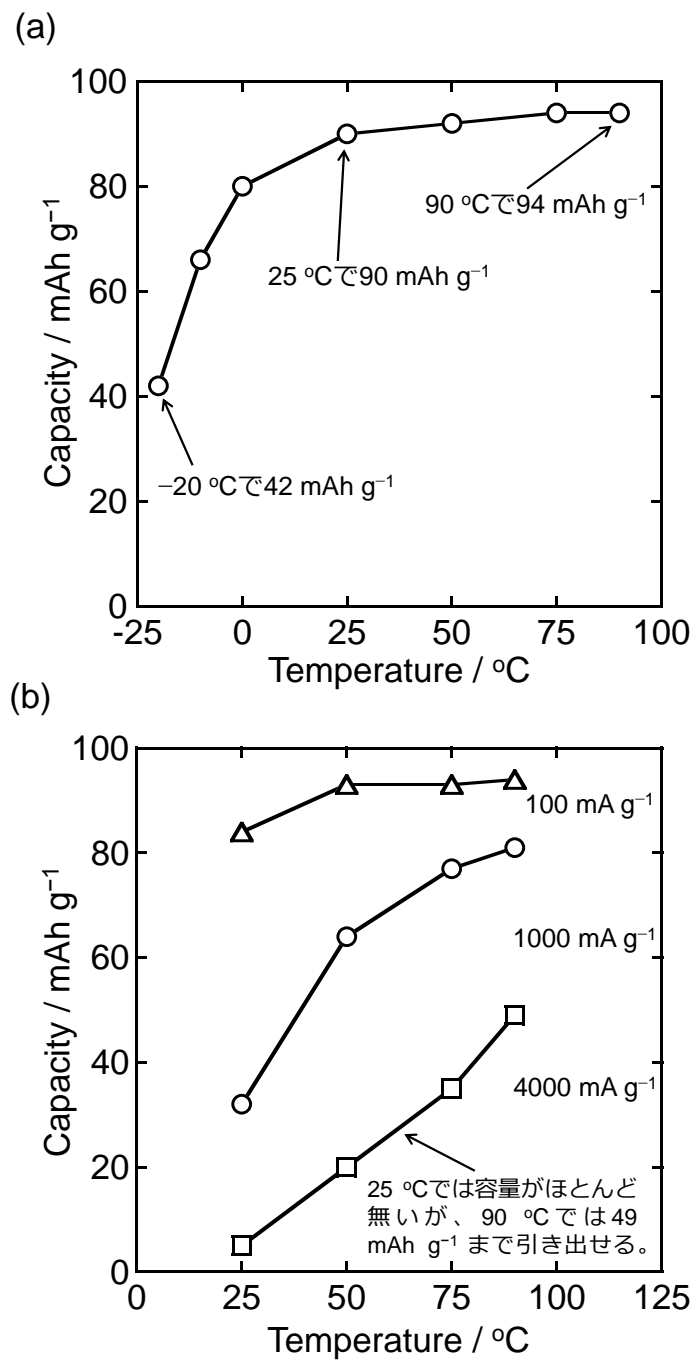 (a)
100
80
60
40
20
0
-25
0
25
50
75
100
Capacity / mAh g⁻¹
Temperature / ºC
90 ºCで94 mAh g⁻¹
25 ºCで90 mAh g⁻¹
−20 ºCで42 mAh g⁻¹
(b)
100
80
60
40
20
0
0
25
50
75
100
125
Capacity / mAh g⁻¹
Temperature / ºC
100 mA g⁻¹
1000 mA g⁻¹
4000 mA g⁻¹
25 ºCでは容量がほとんど
無いが、90 ºCでは49
mAh g⁻¹ まで引き出せる。